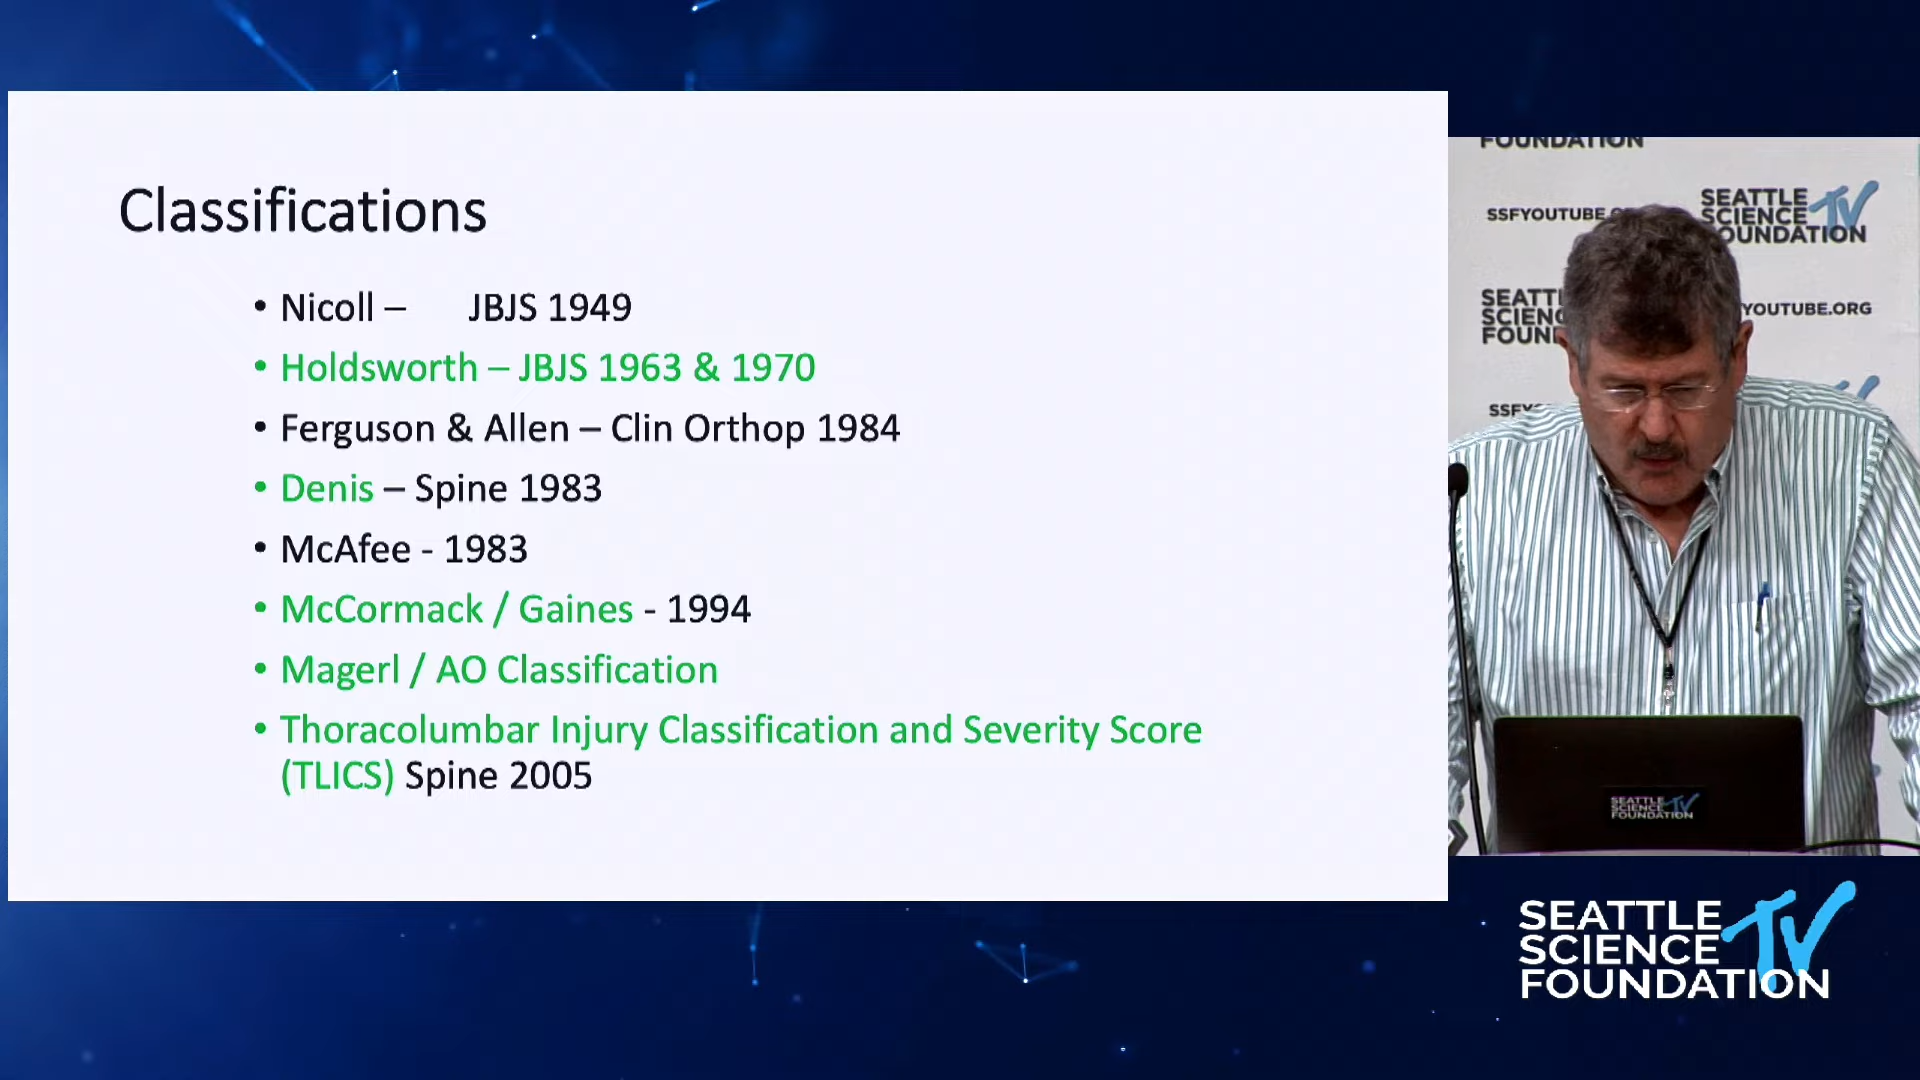 Classifications
• Nicoll – JBJS 1949
• Holdsworth – JBJS 1963 & 1970
• Ferguson & Allen – Clin Orthop 1984
• Denis – Spine 1983
• McAfee - 1983
• McCormack / Gaines - 1994
• Magerl / AO Classification
• Thoracolumbar Injury Classification and Severity Score
(TLICS) Spine 2005
FOUNDATION
SSFYOUTUBE
SEATTLE
SCIENCE
FOUNDATION
TV
YOUTUBE.ORG
SEATTLE
SCIENCE
FOUNDATION
TV
SEATTLE
SCIENCE
FOUNDATION
TV